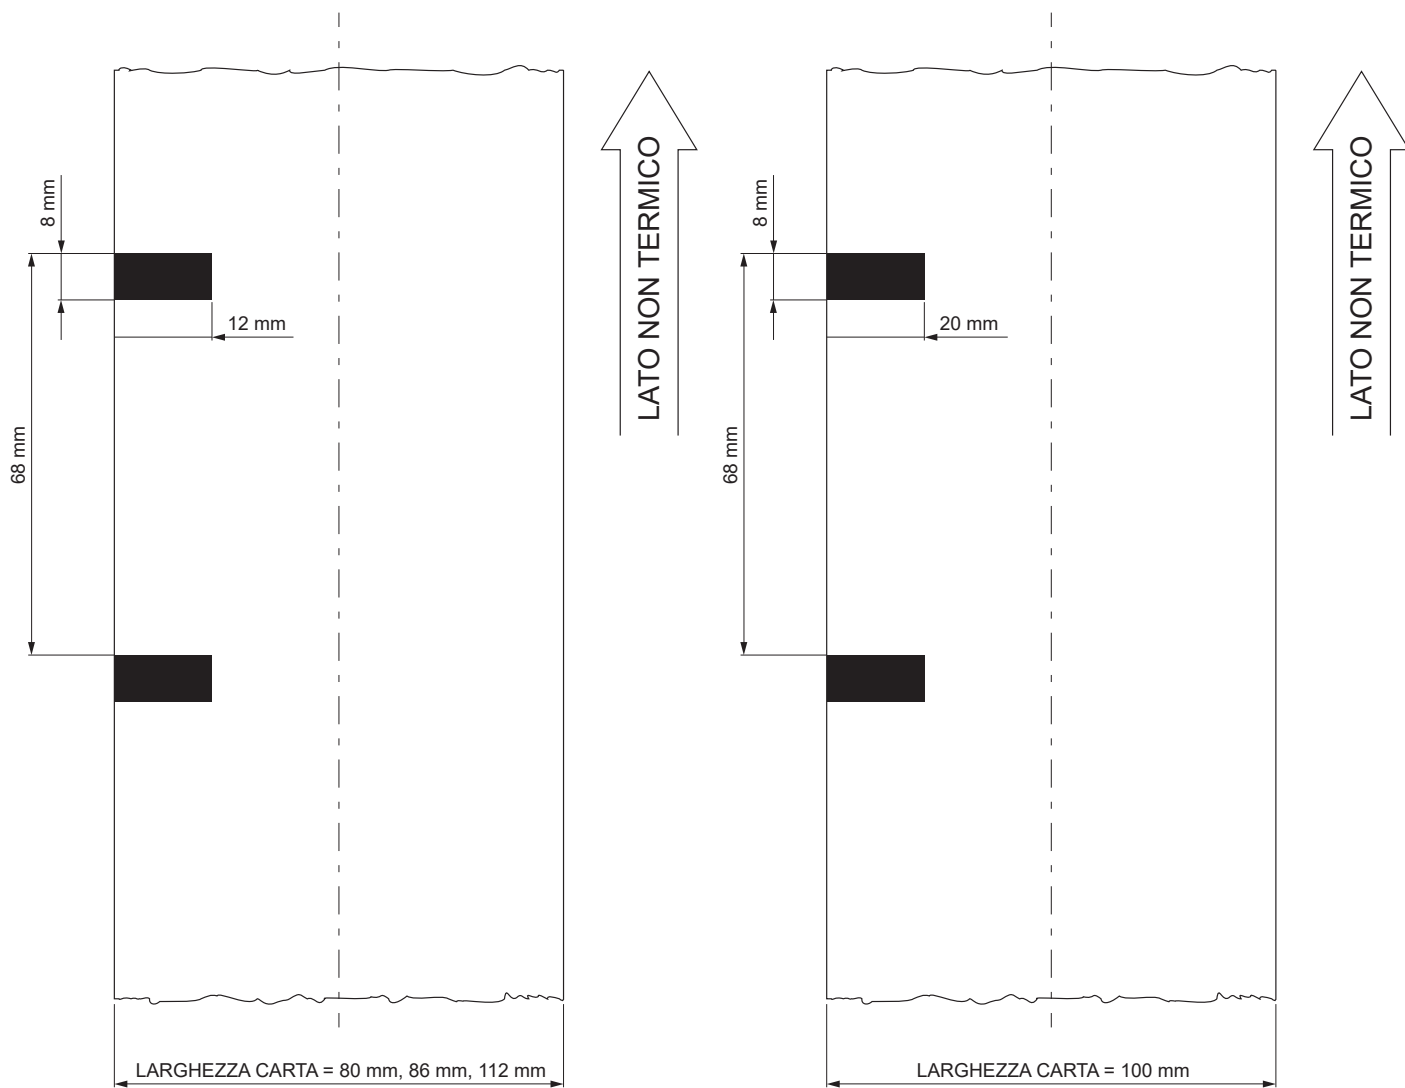 8 mm
12 mm
68 mm
LATO NON TERMICO
LARGHEZZA CARTA = 80 mm, 86 mm, 112 mm
8 mm
20 mm
68 mm
LATO NON TERMICO
LARGHEZZA CARTA = 100 mm